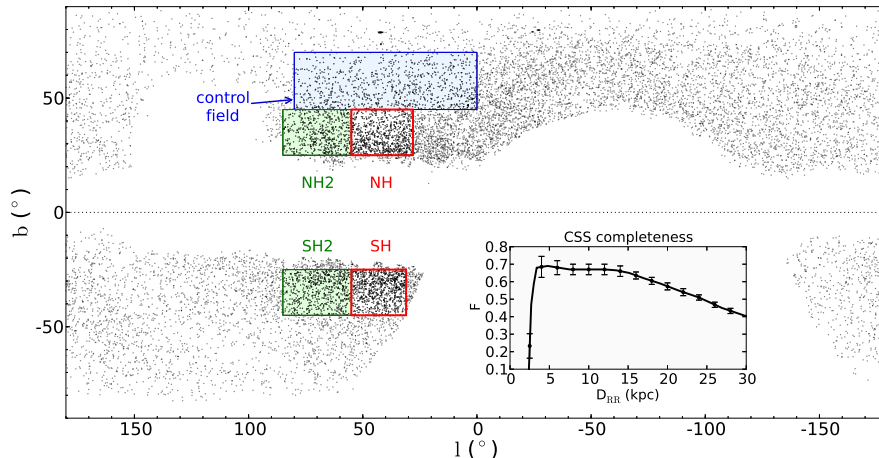 50
control
field
NH2 NH
b (°)
0
SH2 SH
CSS completeness
0.8
0.7
0.6
0.5
F
0.4
0.3
0.2
0.1
0 5 10 15 20 25 30
D_RR (kpc)
-50
150 100 50 0 -50 -100 -150
l (°)